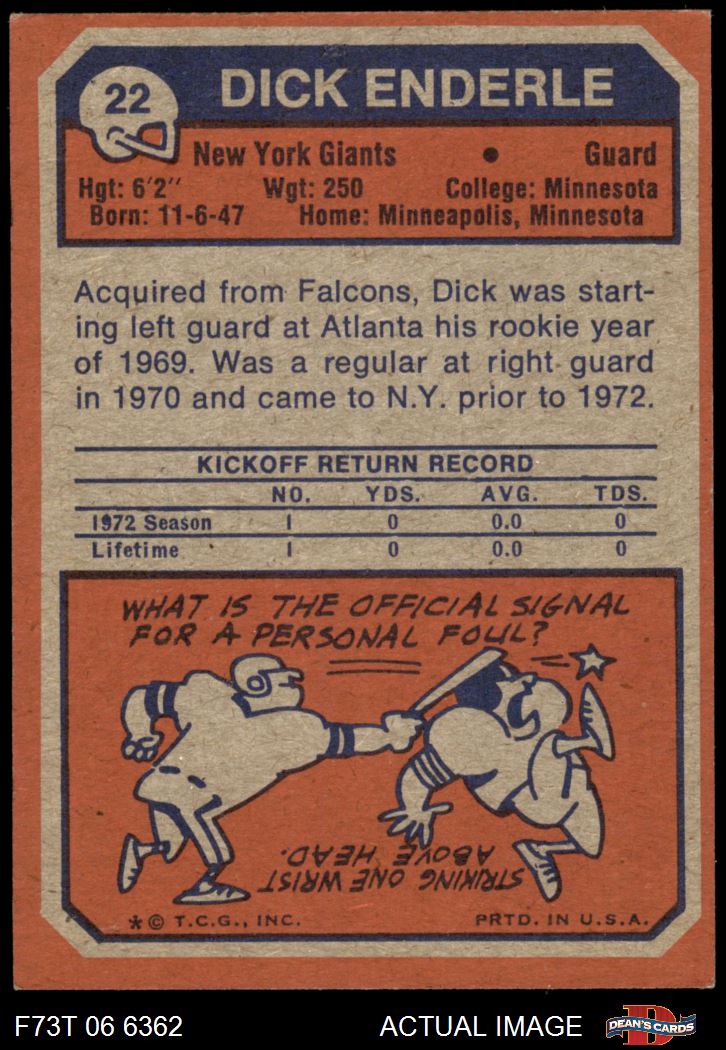 22
DICK ENDERLE
New York Giants • Guard
Hgt: 6'2" Wgt: 250 College: Minnesota
Born: 11-6-47 Home: Minneapolis, Minnesota
Acquired from Falcons, Dick was start-
ing left guard at Atlanta his rookie year
of 1969. Was a regular at right guard
in 1970 and came to N.Y. prior to 1972.
KICKOFF RETURN RECORD
NO. YDS. AVG. TDS.
1972 Season 1 0 0.0 0
Lifetime 1 0 0.0 0
WHAT IS THE OFFICIAL SIGNAL
FOR A PERSONAL FOUL?
STRIKING ONE WRIST
ABOVE HEAD.
* © T.C.G., INC. PRTD. IN U.S.A.
F73T 06 6362 ACTUAL IMAGE
D
DEAN'S CARDS